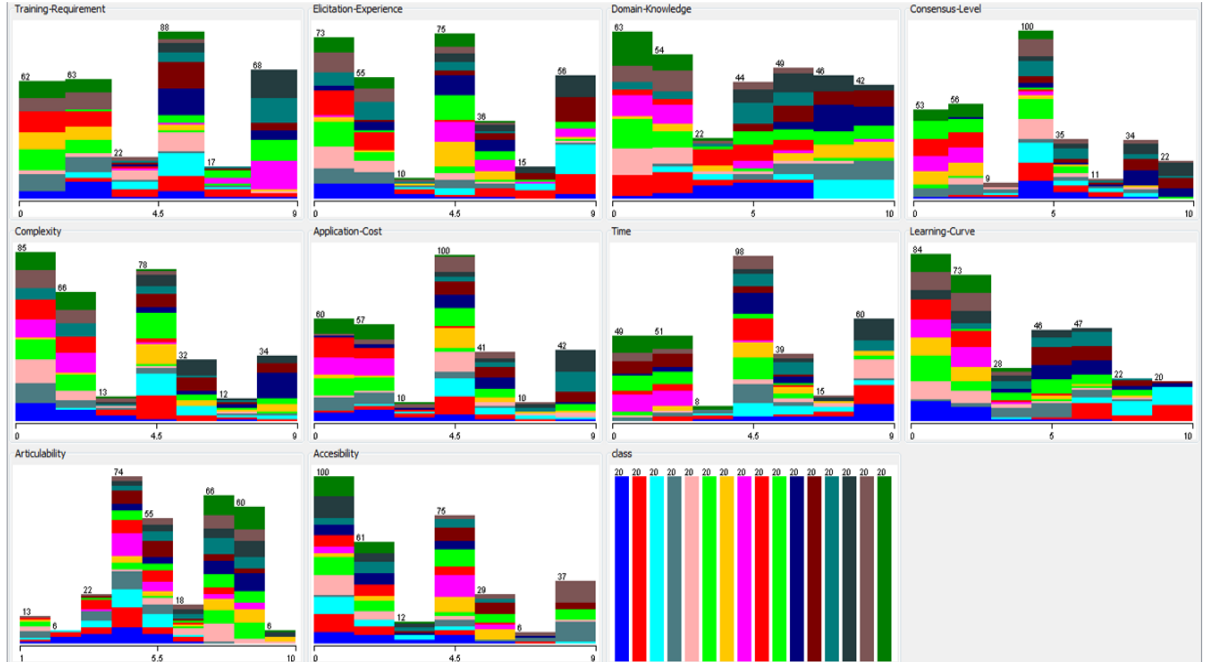 Training-Requirement
Elicitation-Experience
Domain-Knowledge
Consensus-Level
62 63 22 88 17 68
73 55 10 75 36 15 56
63 54 22 44 49 46 42
53 56 9 100 35 11 34 22
0 4.5 9
0 4.5 9
0 5 10
0 5 10
Complexity
Application-Cost
Time
Learning-Curve
85 66 13 78 32 12 34
60 57 10 100 41 10 42
49 51 8 98 39 15 60
84 73 28 46 47 22 20
0 4.5 9
0 4.5 9
0 4.5 9
0 5 10
Articulability
Accesibility
class
13 6 22 74 55 18 66 60 6
100 61 12 75 29 6 37
20 20 20 20 20 20 20 20 20 20 20 20 20 20 20 20
1 5.5 10
0 4.5 9